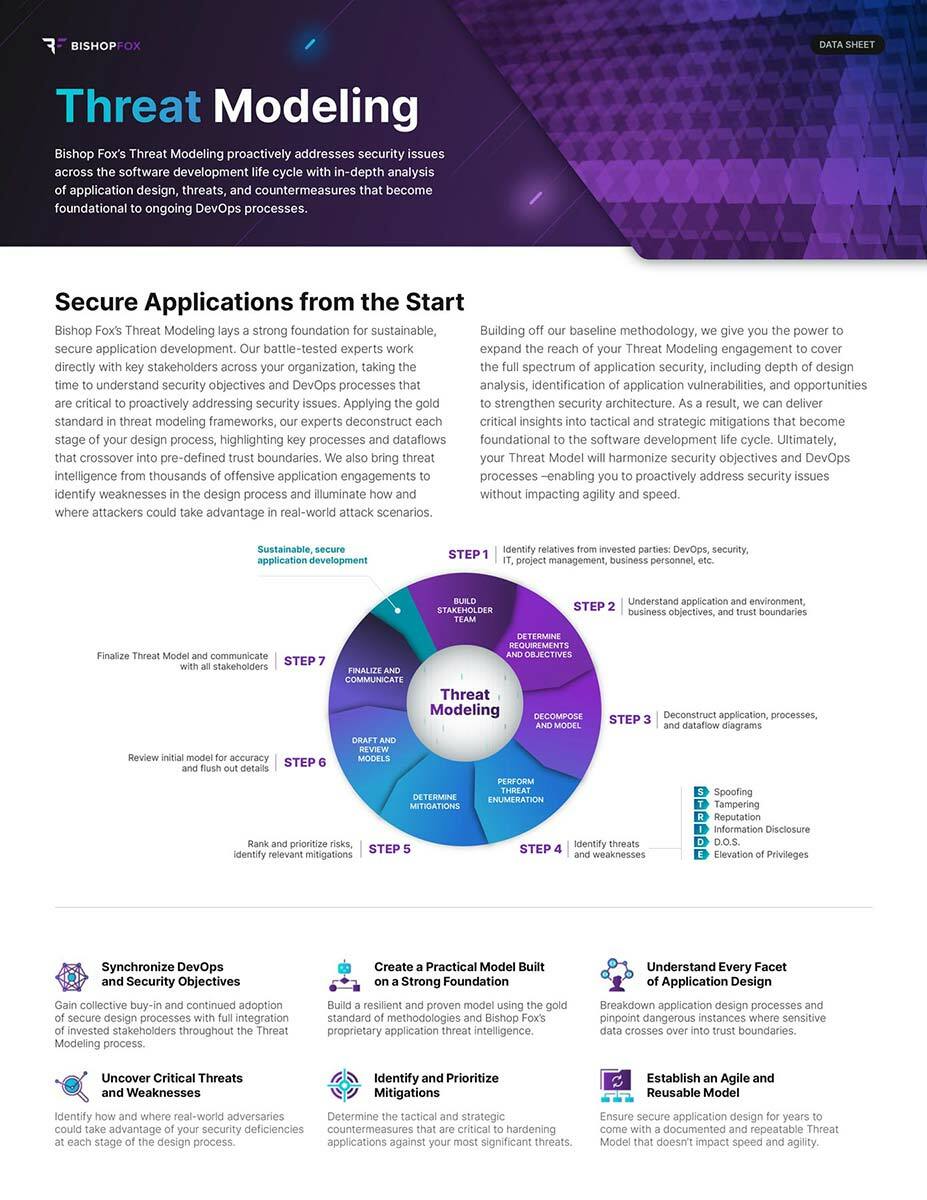 BISHOPFOX
DATA SHEET
Threat Modeling
Bishop Fox's Threat Modeling proactively addresses security issues
across the software development life cycle with in-depth analysis
of application design, threats, and countermeasures that become
foundational to ongoing DevOps processes.
Secure Applications from the Start
Bishop Fox's Threat Modeling lays a strong foundation for sustainable,
secure application development. Our battle-tested experts work
directly with key stakeholders across your organization, taking the
time to understand security objectives and DevOps processes that
are critical to proactively addressing security issues. Applying the gold
standard in threat modeling frameworks, our experts deconstruct each
stage of your design process, highlighting key processes and dataflows
that crossover into pre-defined trust boundaries. We also bring threat
intelligence from thousands of offensive application engagements to
identify weaknesses in the design process and illuminate how and
where attackers could take advantage in real-world attack scenarios.
Building off our baseline methodology, we give you the power to
expand the reach of your Threat Modeling engagement to cover
the full spectrum of application security, including depth of design
analysis, identification of application vulnerabilities, and opportunities
to strengthen security architecture. As a result, we can deliver
critical insights into tactical and strategic mitigations that become
foundational to the software development life cycle. Ultimately,
your Threat Model will harmonize security objectives and DevOps
processes –enabling you to proactively address security issues
without impacting agility and speed.
Sustainable, secure
application development
STEP 1
Identify relatives from invested parties: DevOps, security,
IT, project management, business personnel, etc.
BUILD
STAKEHOLDER
TEAM
STEP 2
Understand application and environment,
business objectives, and trust boundaries
DETERMINE
REQUIREMENTS
AND OBJECTIVES
STEP 3
Deconstruct application, processes,
and dataflow diagrams
DECOMPOSE
AND MODEL
STEP 4
Identify threats
and weaknesses
PERFORM
THREAT
ENUMERATION
S Spoofing
T Tampering
R Reputation
I Information Disclosure
D D.O.S.
E Elevation of Privileges
Rank and prioritize risks,
identify relevant mitigations
STEP 5
DETERMINE
MITIGATIONS
Review initial model for accuracy
and flush out details
STEP 6
DRAFT AND
REVIEW
MODELS
Finalize Threat Model and communicate
with all stakeholders
STEP 7
FINALIZE AND
COMMUNICATE
Threat
Modeling
Synchronize DevOps
and Security Objectives
Gain collective buy-in and continued adoption
of secure design processes with full integration
of invested stakeholders throughout the Threat
Modeling process.
Create a Practical Model Built
on a Strong Foundation
Build a resilient and proven model using the gold
standard of methodologies and Bishop Fox's
proprietary application threat intelligence.
Understand Every Facet
of Application Design
Breakdown application design processes and
pinpoint dangerous instances where sensitive
data crosses over into trust boundaries.
Uncover Critical Threats
and Weaknesses
Identify how and where real-world adversaries
could take advantage of your security deficiencies
at each stage of the design process.
Identify and Prioritize
Mitigations
Determine the tactical and strategic
countermeasures that are critical to hardening
applications against your most significant threats.
Establish an Agile and
Reusable Model
Ensure secure application design for years to
come with a documented and repeatable Threat
Model that doesn't impact speed and agility.